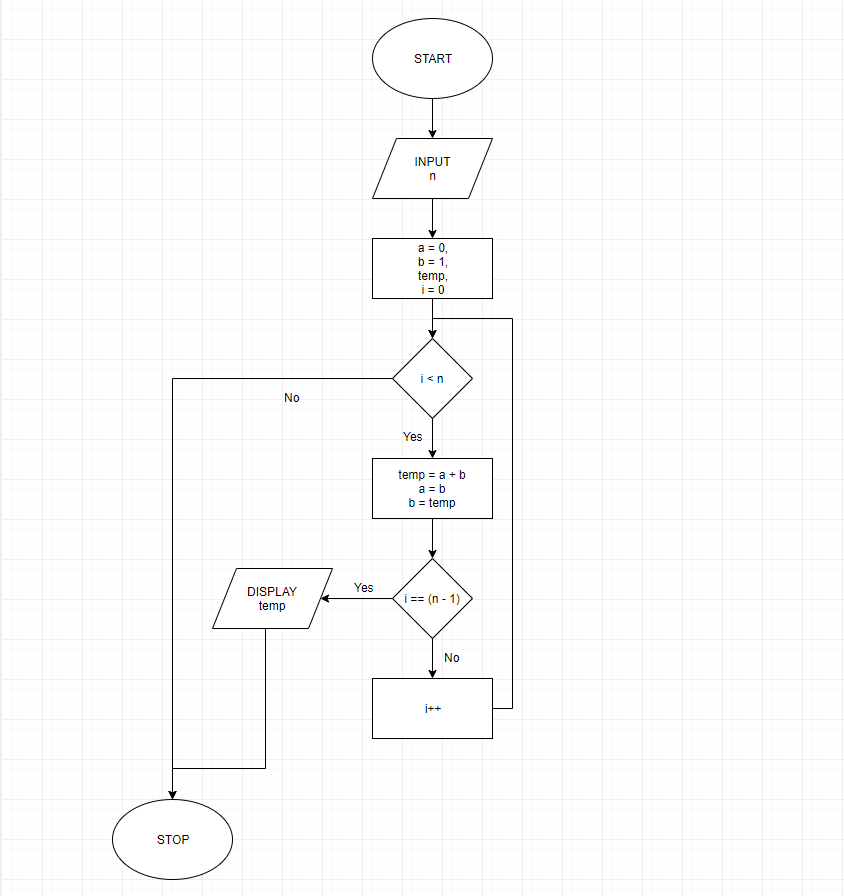 START
INPUT
n
a = 0,
b = 1,
temp,
i = 0
i < n
No
Yes
temp = a + b
a = b
b = temp
i == (n - 1)
Yes
DISPLAY
temp
No
i++
STOP